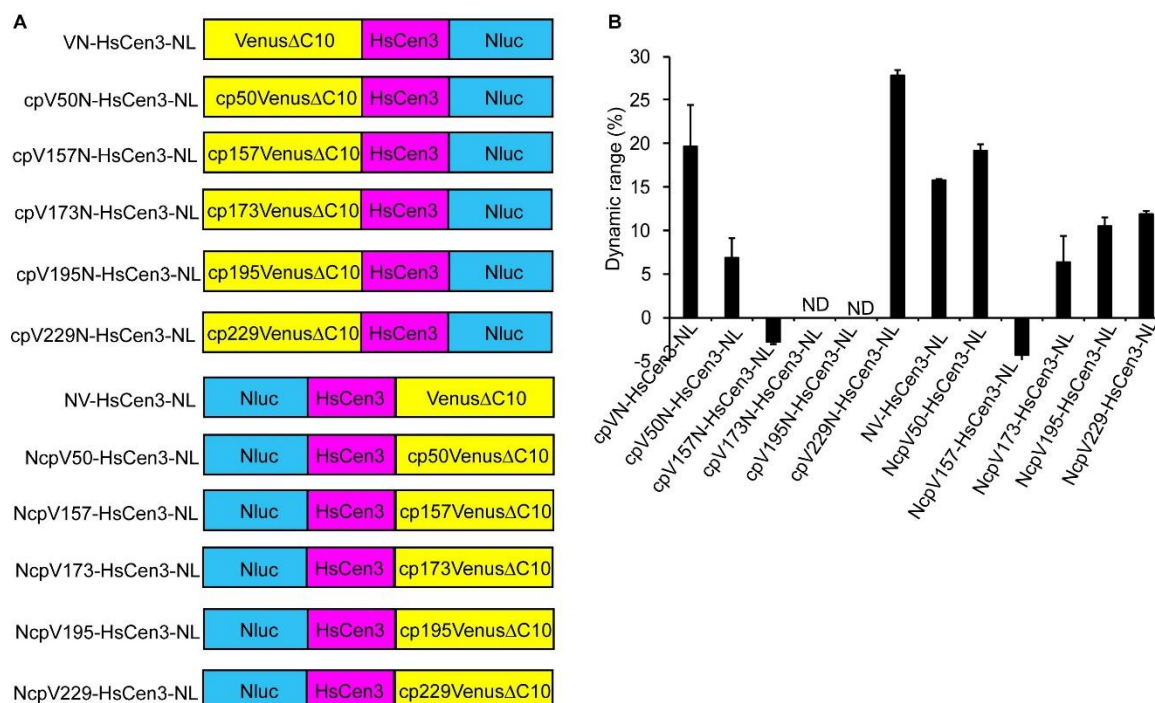 A
VN-HsCen3-NL VenusΔC10 HsCen3 Nluc
cpV50N-HsCen3-NL cp50VenusΔC10 HsCen3 Nluc
cpV157N-HsCen3-NL cp157VenusΔC10 HsCen3 Nluc
cpV173N-HsCen3-NL cp173VenusΔC10 HsCen3 Nluc
cpV195N-HsCen3-NL cp195VenusΔC10 HsCen3 Nluc
cpV229N-HsCen3-NL cp229VenusΔC10 HsCen3 Nluc
NV-HsCen3-NL Nluc HsCen3 VenusΔC10
NcpV50-HsCen3-NL Nluc HsCen3 cp50VenusΔC10
NcpV157-HsCen3-NL Nluc HsCen3 cp157VenusΔC10
NcpV173-HsCen3-NL Nluc HsCen3 cp173VenusΔC10
NcpV195-HsCen3-NL Nluc HsCen3 cp195VenusΔC10
NcpV229-HsCen3-NL Nluc HsCen3 cp229VenusΔC10
B
Dynamic range (%)
30
25
20
15
10
5
0
-5
ND
ND
cpVN-HsCen3-NL
cpV50N-HsCen3-NL
cpV157N-HsCen3-NL
cpV173N-HsCen3-NL
cpV195N-HsCen3-NL
cpV229N-HsCen3-NL
NV-HsCen3-NL
NcpV50-HsCen3-NL
NcpV157-HsCen3-NL
NcpV173-HsCen3-NL
NcpV195-HsCen3-NL
NcpV229-HsCen3-NL